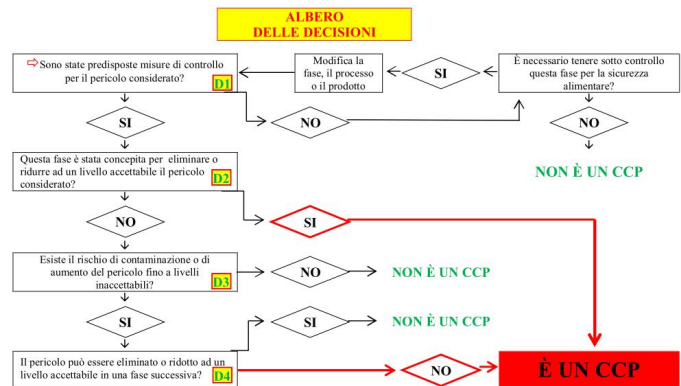 ALBERO
DELLE DECISIONI
Sono state predisposte misure di controllo
per il pericolo considerato?
D1
Modifica la
fase, il processo
o il prodotto
SI
È necessario tenere sotto controllo
questa fase per la sicurezza
alimentare?
SI
NO
NO
NON È UN CCP
Questa fase è stata concepita per eliminare o
ridurre ad un livello accettabile il pericolo
considerato?
D2
NO
SI
Esiste il rischio di contaminazione o di
aumento del pericolo fino a livelli
inaccettabili?
D3
NO
NON È UN CCP
SI
SI
NON È UN CCP
Il pericolo può essere eliminato o ridotto ad un
livello accettabile in una fase successiva?
D4
NO
È UN CCP